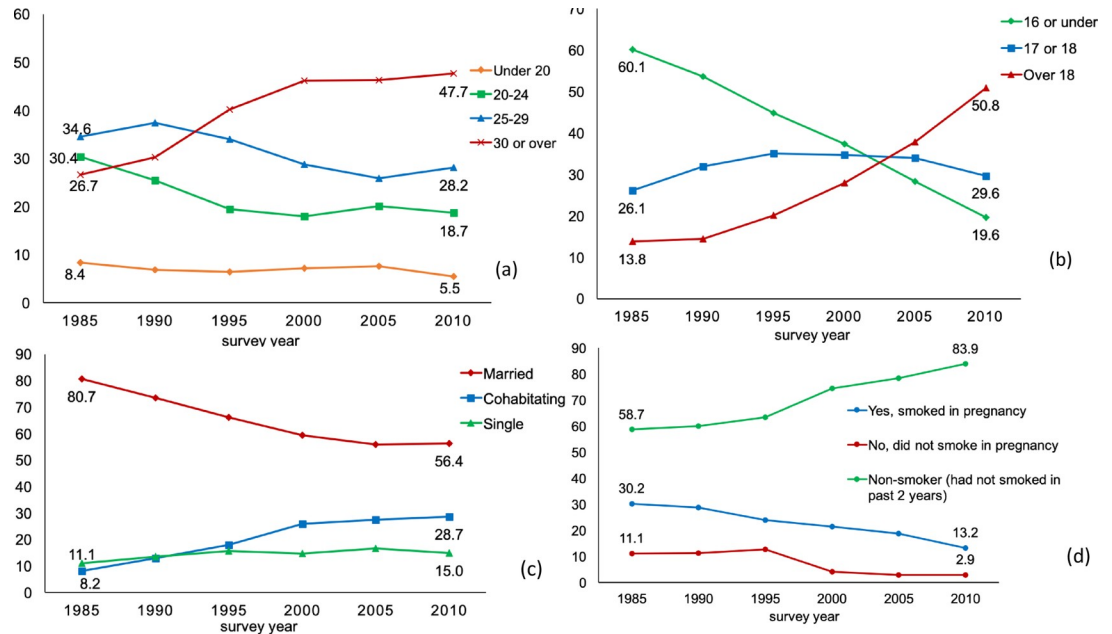 60
50
40
30
20
10
0
34.6
30.4
26.7
8.4
47.7
28.2
18.7
5.5
Under 20
20-24
25-29
30 or over
(a)
1985 1990 1995 2000 2005 2010
survey year
70
60
50
40
30
20
10
0
60.1
26.1
13.8
50.8
29.6
19.6
16 or under
17 or 18
Over 18
(b)
1985 1990 1995 2000 2005 2010
survey year
90
80
70
60
50
40
30
20
10
0
80.7
11.1
8.2
56.4
28.7
15.0
Married
Cohabitating
Single
(c)
1985 1990 1995 2000 2005 2010
survey year
90
80
70
60
50
40
30
20
10
0
58.7
30.2
11.1
83.9
13.2
2.9
Yes, smoked in pregnancy
No, did not smoke in pregnancy
Non-smoker (had not smoked in
past 2 years)
(d)
1985 1990 1995 2000 2005 2010
survey year